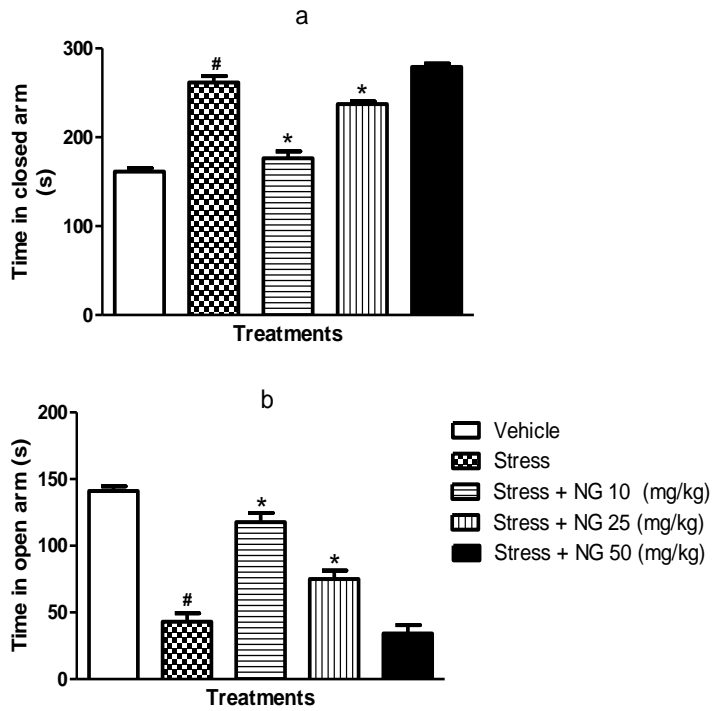 a
Time in closed arm
(s)
300
200
100
0
#
*
*
Treatments
b
Time in open arm (s)
200
150
100
50
0
#
*
*
Treatments
Vehicle
Stress
Stress + NG 10 (mg/kg)
Stress + NG 25 (mg/kg)
Stress + NG 50 (mg/kg)